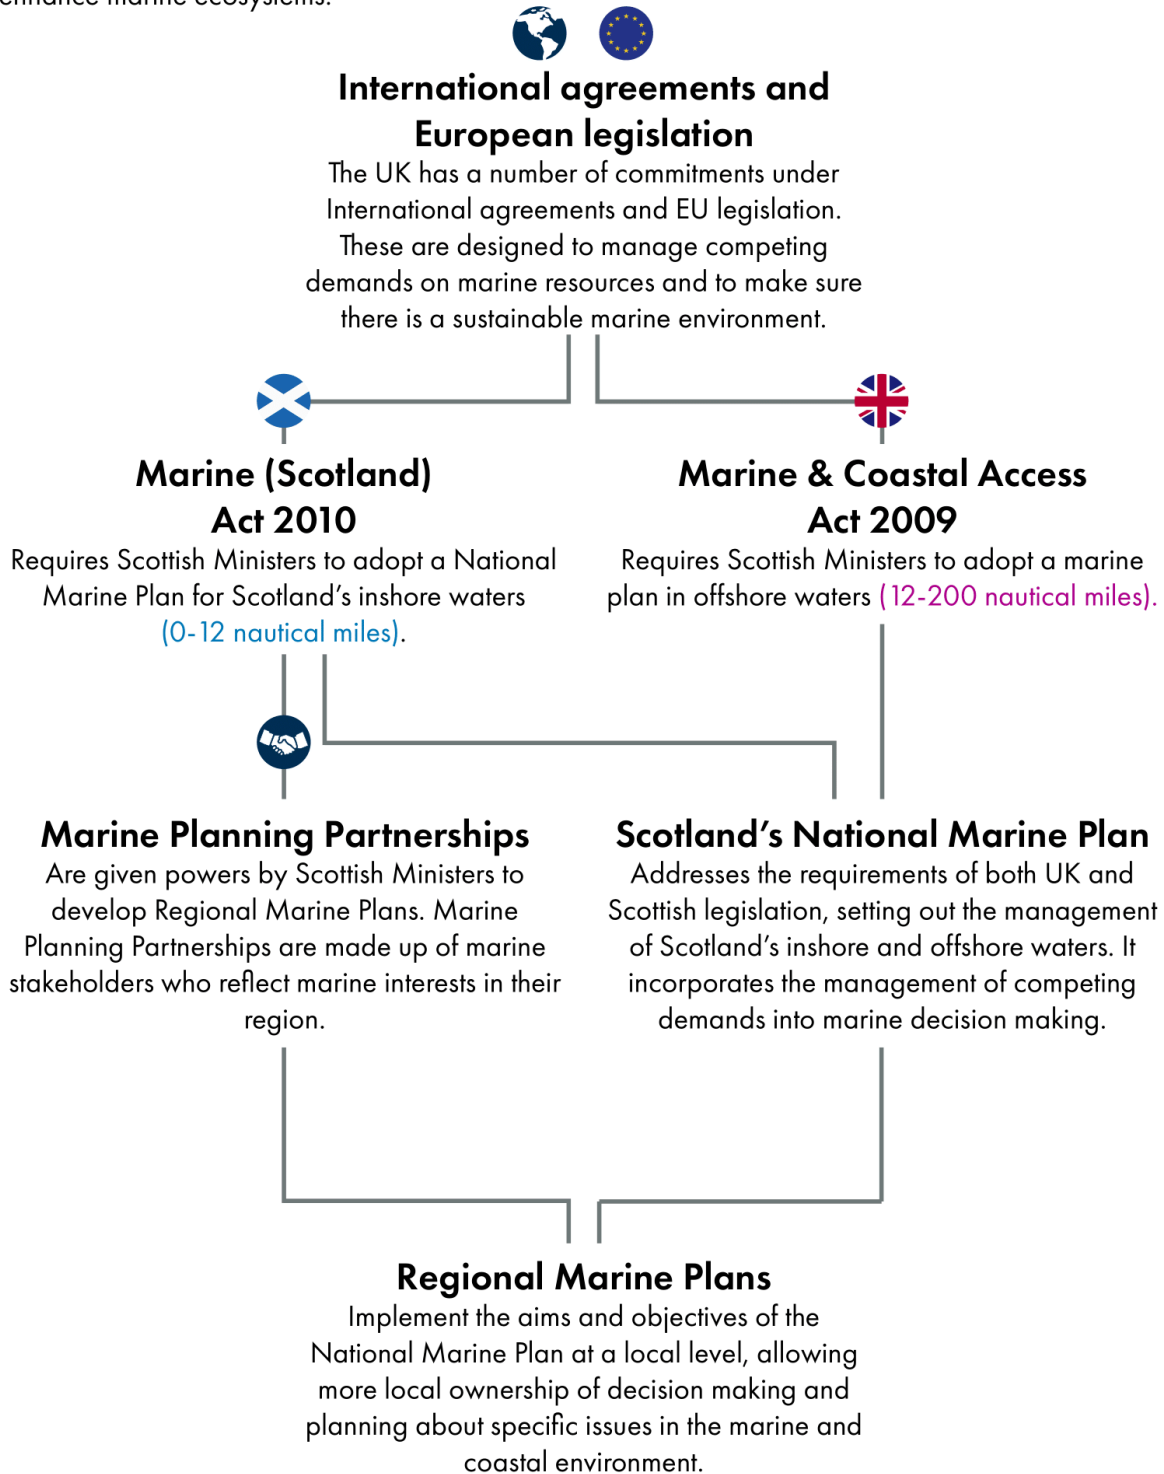 enhance marine ecosystems.
International agreements and
European legislation
The UK has a number of commitments under
International agreements and EU legislation.
These are designed to manage competing
demands on marine resources and to make sure
there is a sustainable marine environment.
Marine (Scotland)
Act 2010
Requires Scottish Ministers to adopt a National
Marine Plan for Scotland’s inshore waters
(0-12 nautical miles).
Marine & Coastal Access
Act 2009
Requires Scottish Ministers to adopt a marine
plan in offshore waters (12-200 nautical miles).
Marine Planning Partnerships
Are given powers by Scottish Ministers to
develop Regional Marine Plans. Marine
Planning Partnerships are made up of marine
stakeholders who reflect marine interests in their
region.
Scotland’s National Marine Plan
Addresses the requirements of both UK and
Scottish legislation, setting out the management
of Scotland’s inshore and offshore waters. It
incorporates the management of competing
demands into marine decision making.
Regional Marine Plans
Implement the aims and objectives of the
National Marine Plan at a local level, allowing
more local ownership of decision making and
planning about specific issues in the marine and
coastal environment.